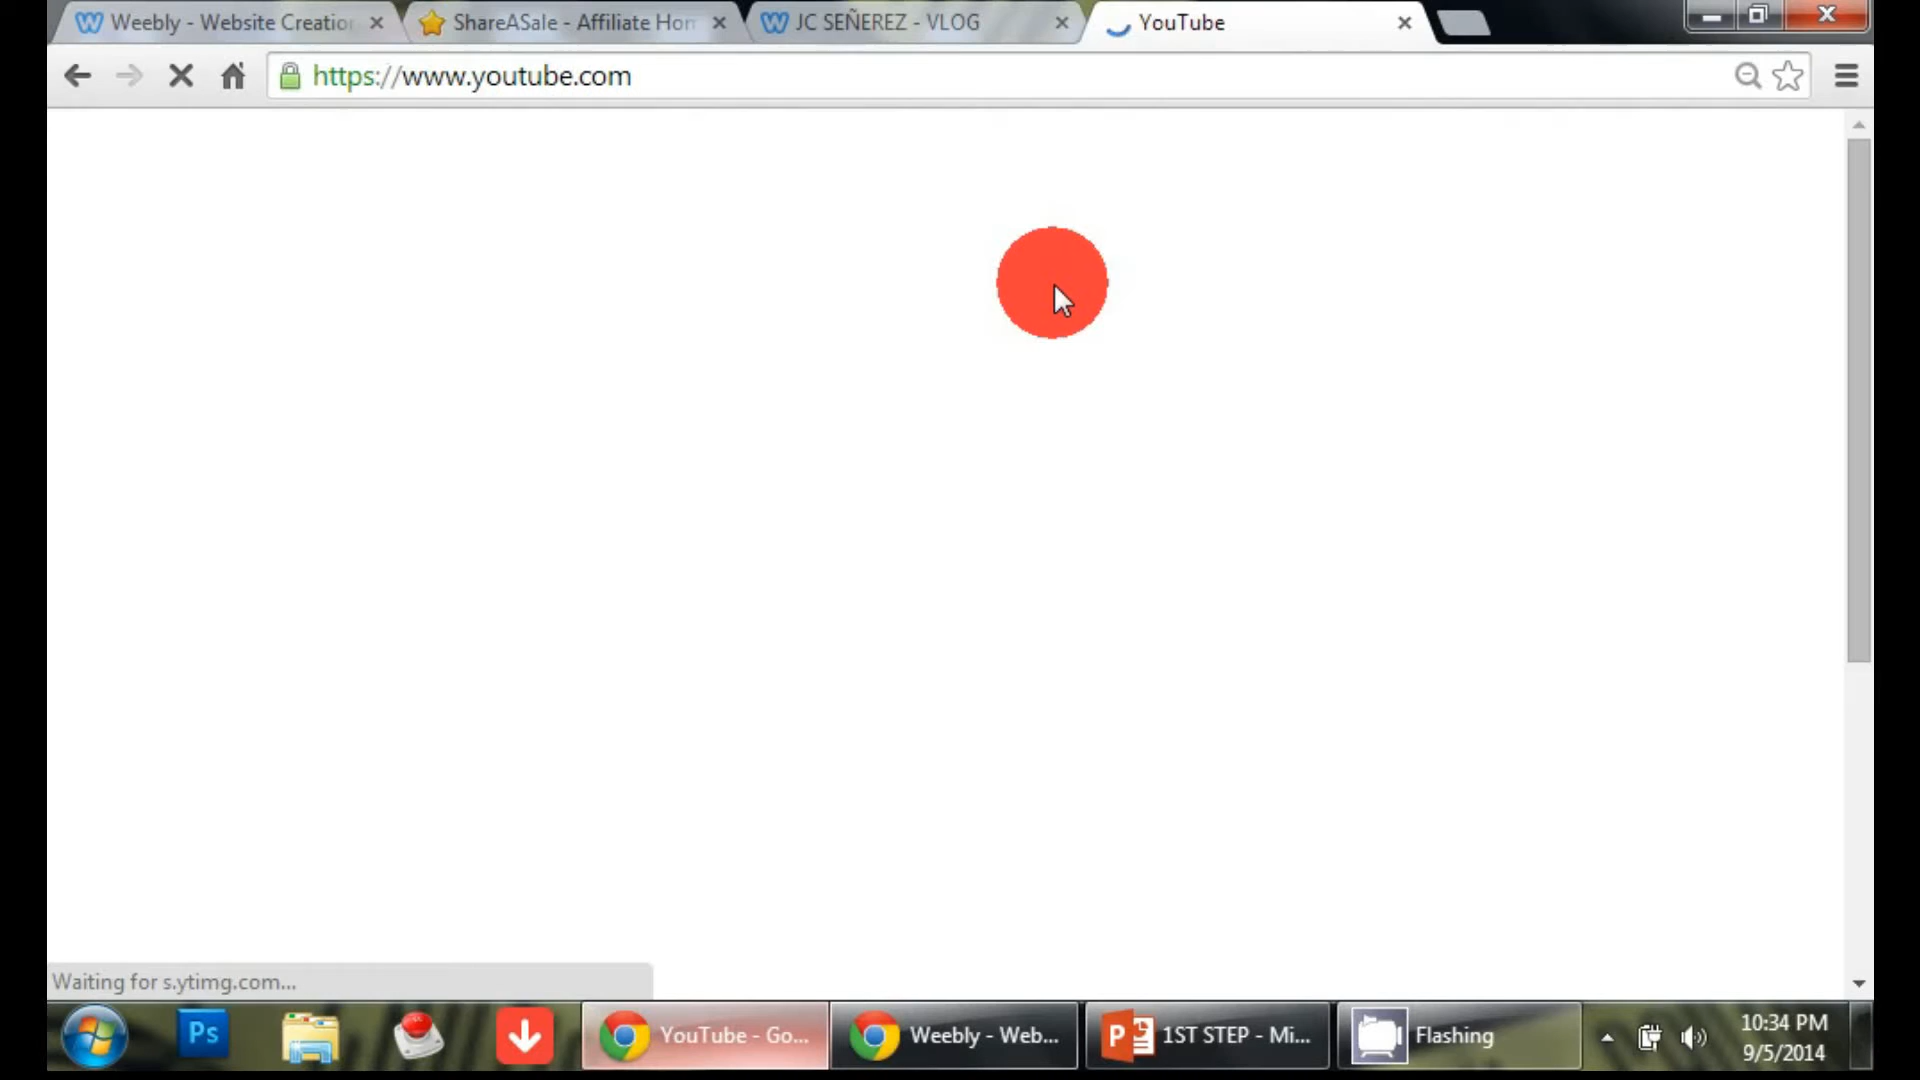 Weebly - Website Creatio
ShareASale - Affiliate Hom
JC SEÑEREZ - VLOG
YouTube
https://www.youtube.com
Waiting for s.ytimg.com...
Ps
YouTube - Go...
Weebly - Web...
P
1ST STEP - Mi...
Flashing
10:34 PM
9/5/2014